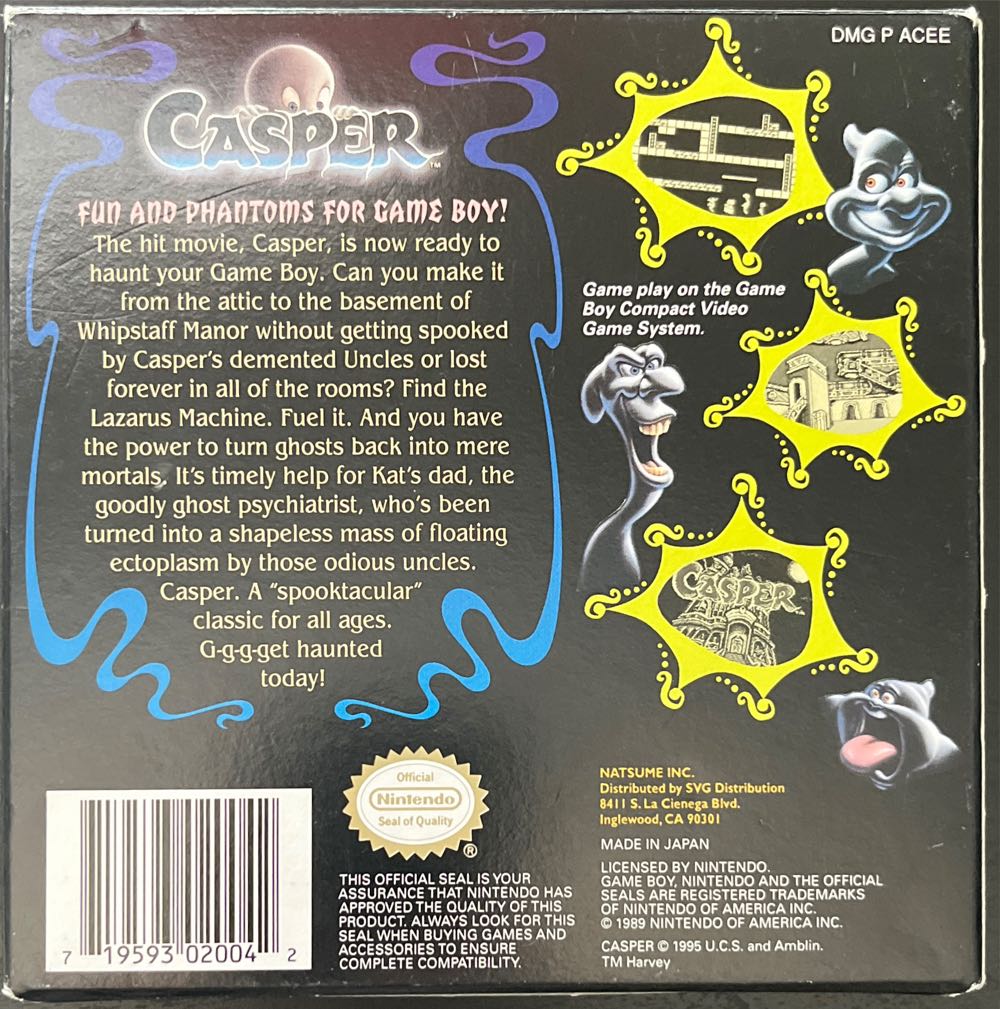 DMG P ACEE
CASPER™
FUN AND PHANTOMS FOR GAME BOY!
The hit movie, Casper, is now ready to
haunt your Game Boy. Can you make it
from the attic to the basement of
Whipstaff Manor without getting spooked
by Casper's demented Uncles or lost
forever in all of the rooms? Find the
Lazarus Machine. Fuel it. And you have
the power to turn ghosts back into mere
mortals. It's timely help for Kat's dad, the
goodly ghost psychiatrist, who's been
turned into a shapeless mass of floating
ectoplasm by those odious uncles.
Casper. A "spooktacular"
classic for all ages.
G-g-g-get haunted
today!
Game play on the Game
Boy Compact Video
Game System.
CASPER
7 19593 02004 2
Official
Nintendo
Seal of Quality
®
THIS OFFICIAL SEAL IS YOUR
ASSURANCE THAT NINTENDO HAS
APPROVED THE QUALITY OF THIS
PRODUCT. ALWAYS LOOK FOR THIS
SEAL WHEN BUYING GAMES AND
ACCESSORIES TO ENSURE
COMPLETE COMPATIBILITY.
NATSUME INC.
Distributed by SVG Distribution
8411 S. La Cienega Blvd.
Inglewood, CA 90301
MADE IN JAPAN
LICENSED BY NINTENDO.
GAME BOY, NINTENDO AND THE OFFICIAL
SEALS ARE REGISTERED TRADEMARKS
OF NINTENDO OF AMERICA INC.
© 1989 NINTENDO OF AMERICA INC.
CASPER © 1995 U.C.S. and Amblin.
TM Harvey